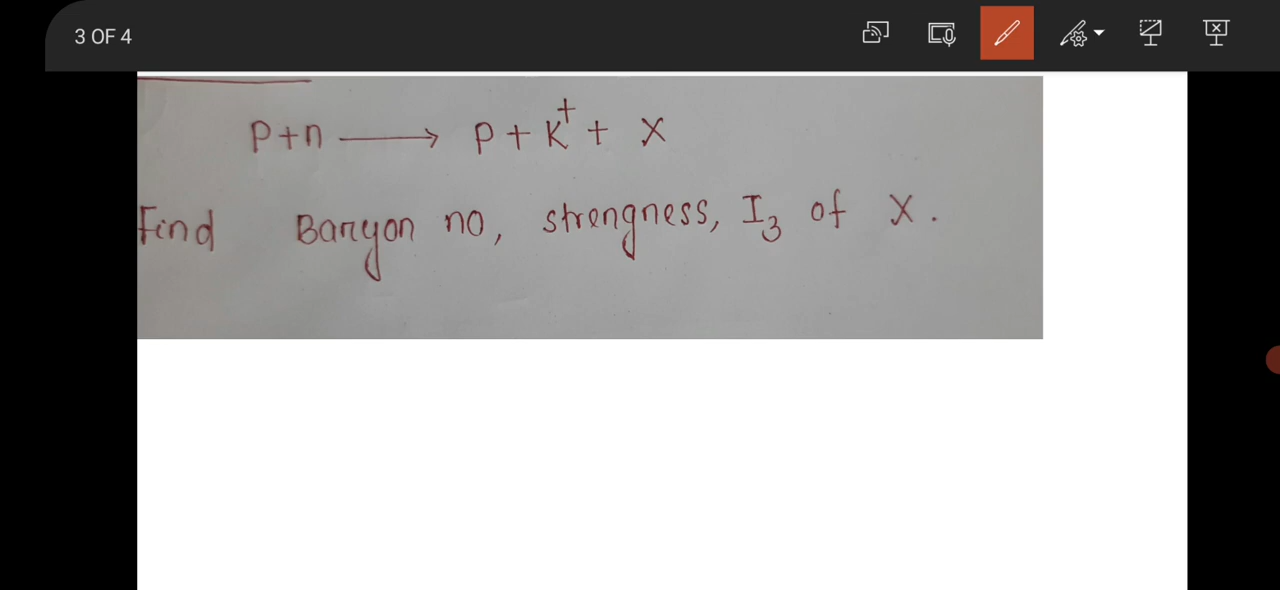 3 OF 4
P+n ⟶ P + K⁺ + X
Find Baryon no, strengness, I₃ of X.